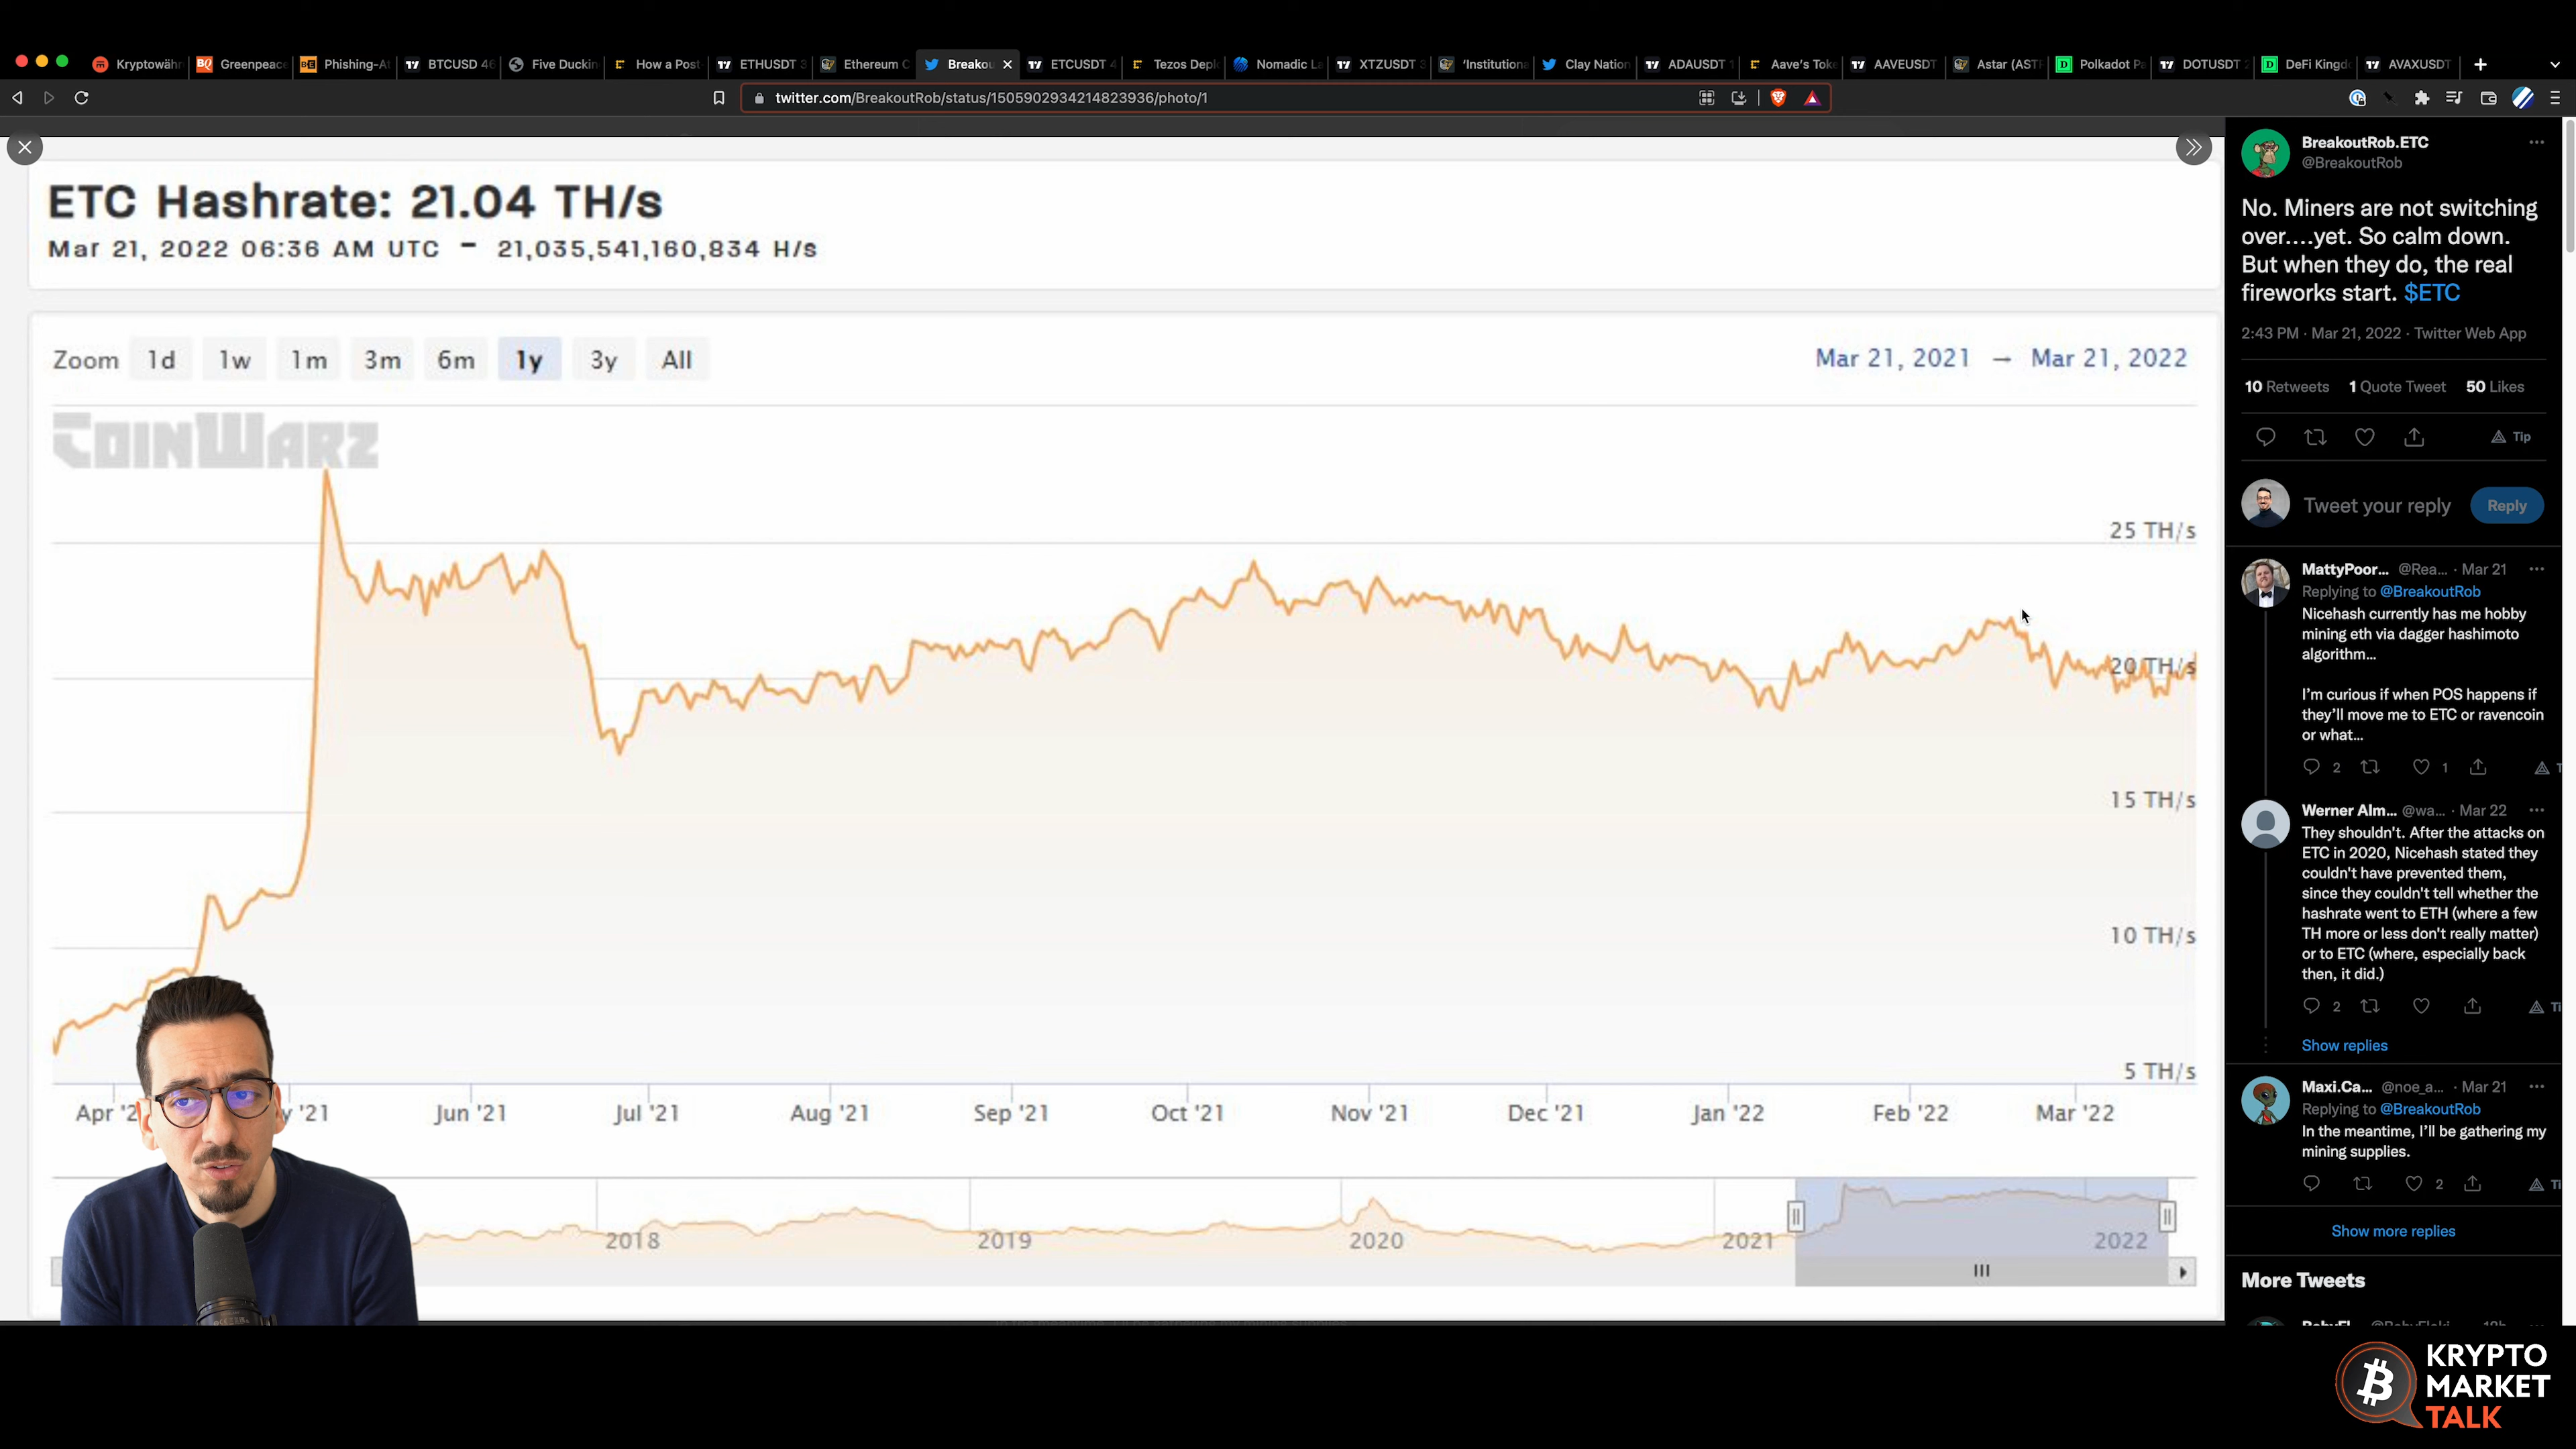 Kryptowähr
Greenpeace
Phishing-A
BTCUSD 46
Five Duckin
How a Post
ETHUSDT 3
Ethereum C
Breakou
ETCUSDT 4
Tezos Depl
Nomadic La
XTZUSDT 3
'Institutiona
Clay Nation
ADAUSDT 1
Aave's Toke
AAVEUSDT
Astar (AST
Polkadot Pa
DOTUSDT 2
DeFi Kingd
AVAXUSDT
twitter.com/BreakoutRob/status/1505902934214823936/photo/1
ETC Hashrate: 21.04 TH/s
Mar 21, 2022 06:36 AM UTC - 21,035,541,160,834 H/s
Zoom 1d 1w 1m 3m 6m 1y 3y All
Mar 21, 2021 → Mar 21, 2022
COINWARZ
25 TH/s
20 TH/s
15 TH/s
10 TH/s
5 TH/s
Apr '2 y '21 Jun '21 Jul '21 Aug '21 Sep '21 Oct '21 Nov '21 Dec '21 Jan '22 Feb '22 Mar '22
2018 2019 2020 2021 2022
BreakoutRob.ETC
@BreakoutRob
No. Miners are not switching
over....yet. So calm down.
But when they do, the real
fireworks start. $ETC
2:43 PM · Mar 21, 2022 · Twitter Web App
10 Retweets 1 Quote Tweet 50 Likes
Tip
Tweet your reply
Reply
MattyPoor... @Rea... · Mar 21
Replying to @BreakoutRob
Nicehash currently has me hobby
mining eth via dagger hashimoto
algorithm...
I'm curious if when POS happens if
they'll move me to ETC or ravencoin
or what...
2 1 T
Werner Alm... @wa... · Mar 22
They shouldn't. After the attacks on
ETC in 2020, Nicehash stated they
couldn't have prevented them,
since they couldn't tell whether the
hashrate went to ETH (where a few
TH more or less don't really matter)
or to ETC (where, especially back
then, it did.)
2 Ti
Show replies
Maxi.Ca... @noe_a... · Mar 21
Replying to @BreakoutRob
In the meantime, I'll be gathering my
mining supplies.
2 Ti
Show more replies
More Tweets
KRYPTO
MARKET
TALK